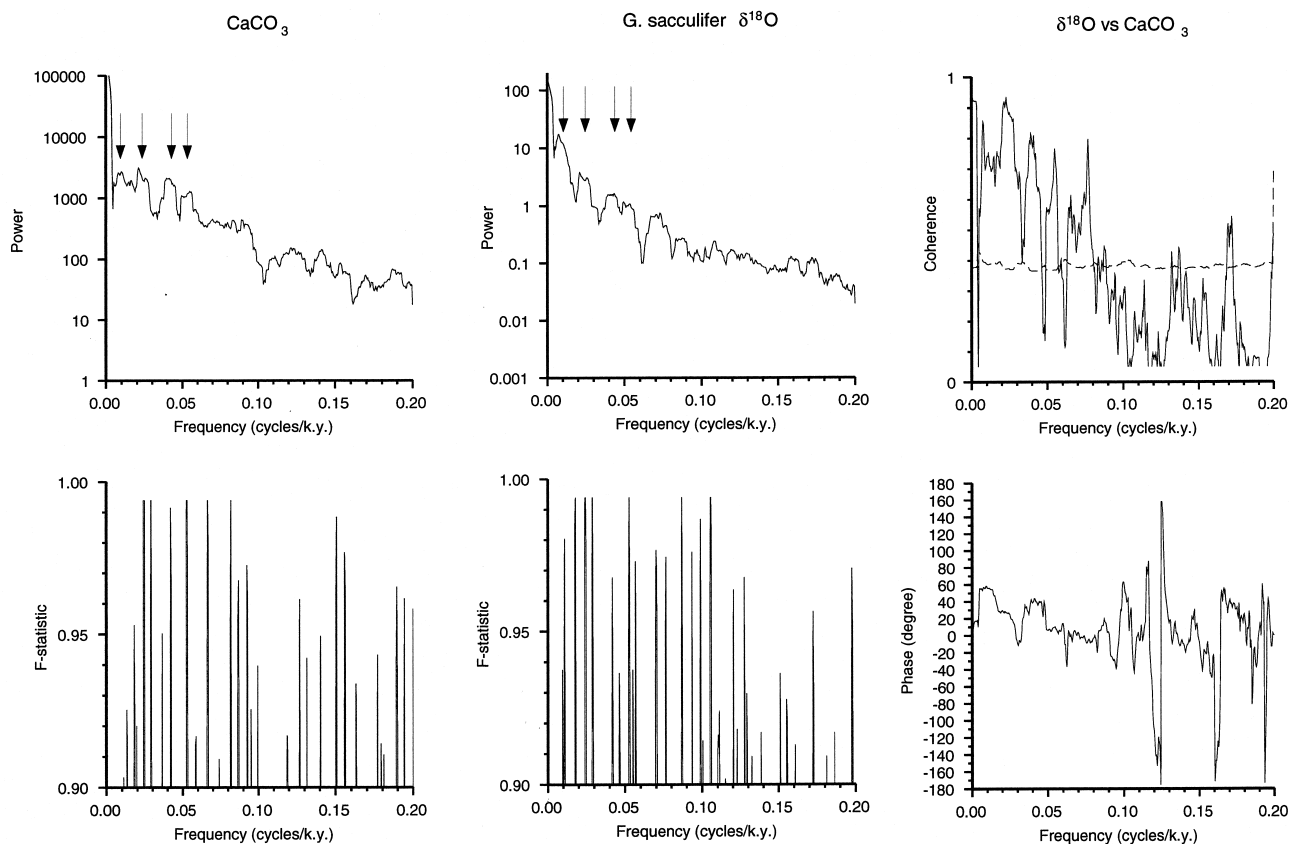 CaCO3
G. sacculifer δ18O
δ18O vs CaCO3
100000
10000
1000
100
10
1
Power
0.00 0.05 0.10 0.15 0.20
Frequency (cycles/k.y.)
100
10
1
0.1
0.01
0.001
Power
0.00 0.05 0.10 0.15 0.20
Frequency (cycles/k.y.)
1
0
Coherence
0.00 0.05 0.10 0.15 0.20
Frequency (cycles/k.y.)
1.00
0.95
0.90
F-statistic
0.00 0.05 0.10 0.15 0.20
Frequency (cycles/k.y.)
1.00
0.95
0.90
F-statistic
0.00 0.05 0.10 0.15 0.20
Frequency (cycles/k.y.)
180
160
140
120
100
80
60
40
20
0
-20
-40
-60
-80
-100
-120
-140
-160
-180
Phase (degree)
0.00 0.05 0.10 0.15 0.20
Frequency (cycles/k.y.)